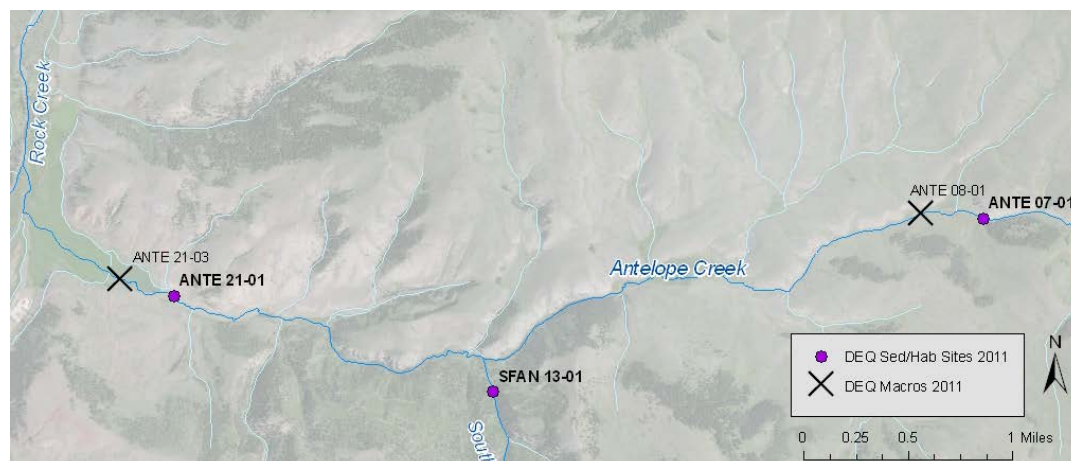 Rock Creek
ANTE 08-01
ANTE 07-01
ANTE 21-03
ANTE 21-01
Antelope Creek
SFAN 13-01
South
N
DEQ Sed/Hab Sites 2011
DEQ Macros 2011
0 0.25 0.5 1 Miles